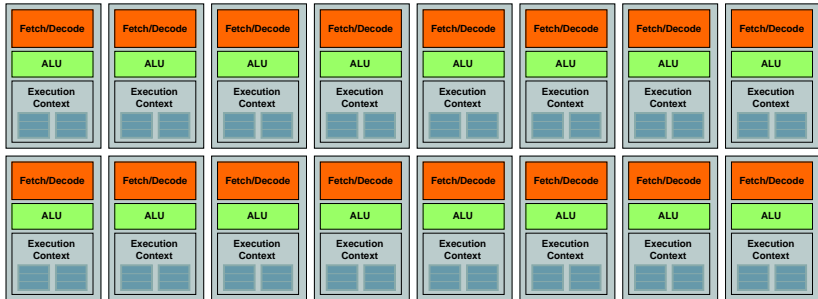 Fetch/Decode Fetch/Decode Fetch/Decode Fetch/Decode Fetch/Decode Fetch/Decode Fetch/Decode Fetch/Decode
ALU ALU ALU ALU ALU ALU ALU ALU
Execution Execution Execution Execution Execution Execution Execution Execution
Context Context Context Context Context Context Context Context
Fetch/Decode Fetch/Decode Fetch/Decode Fetch/Decode Fetch/Decode Fetch/Decode Fetch/Decode Fetch/Decode
ALU ALU ALU ALU ALU ALU ALU ALU
Execution Execution Execution Execution Execution Execution Execution Execution
Context Context Context Context Context Context Context Context